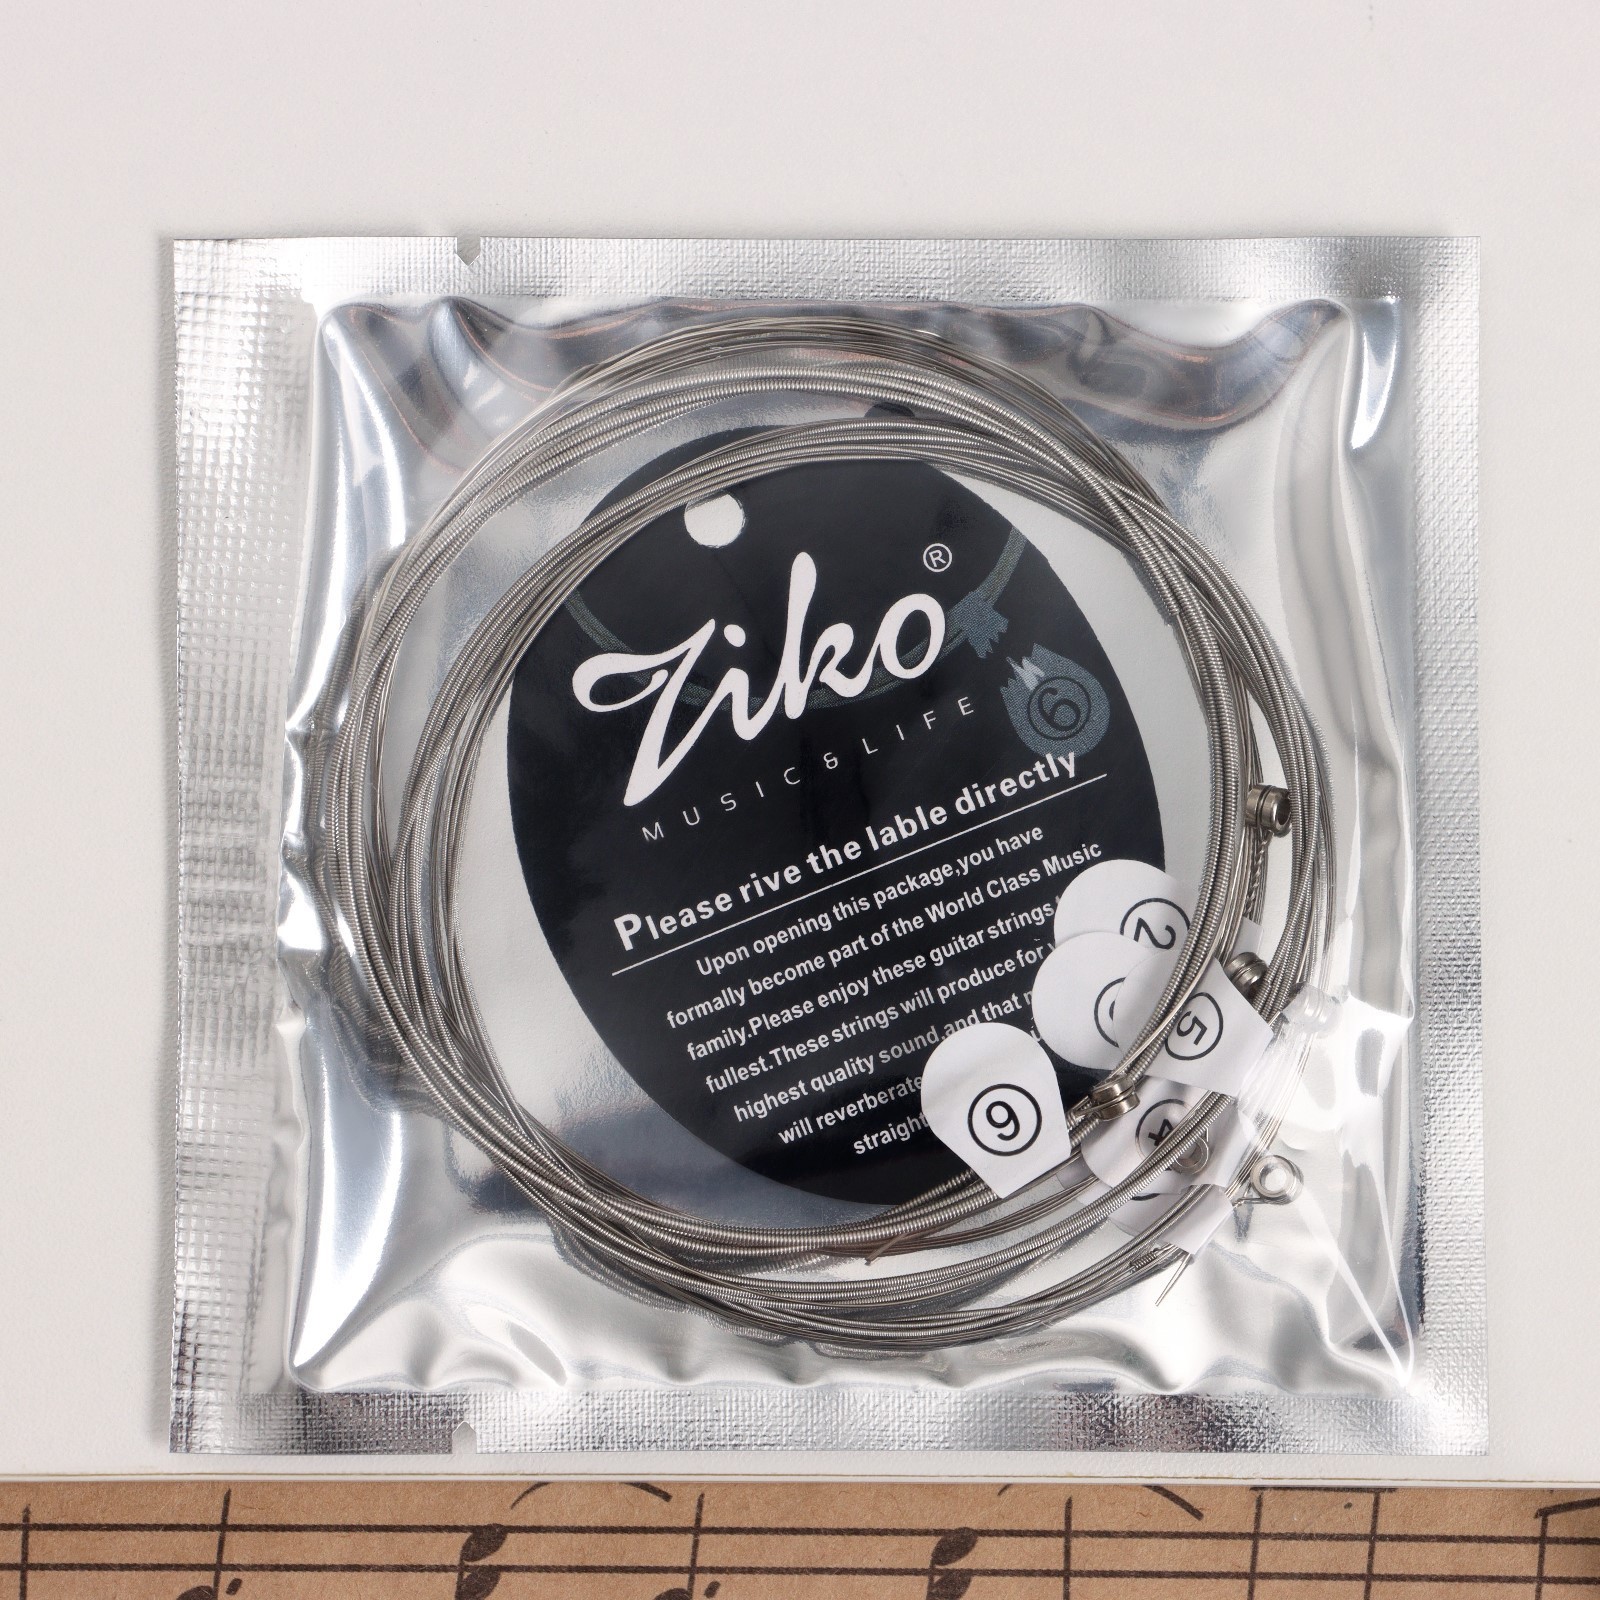 Ziko®
MUSIC & LIFE
6
Please rive the lable directly
Upon opening this package,you have
formally become part of the World Class Music
family.Please enjoy these guitar strings
fullest.These strings will produce for
highest quality sound,and that
will reverberate
straight
2
5
6
4